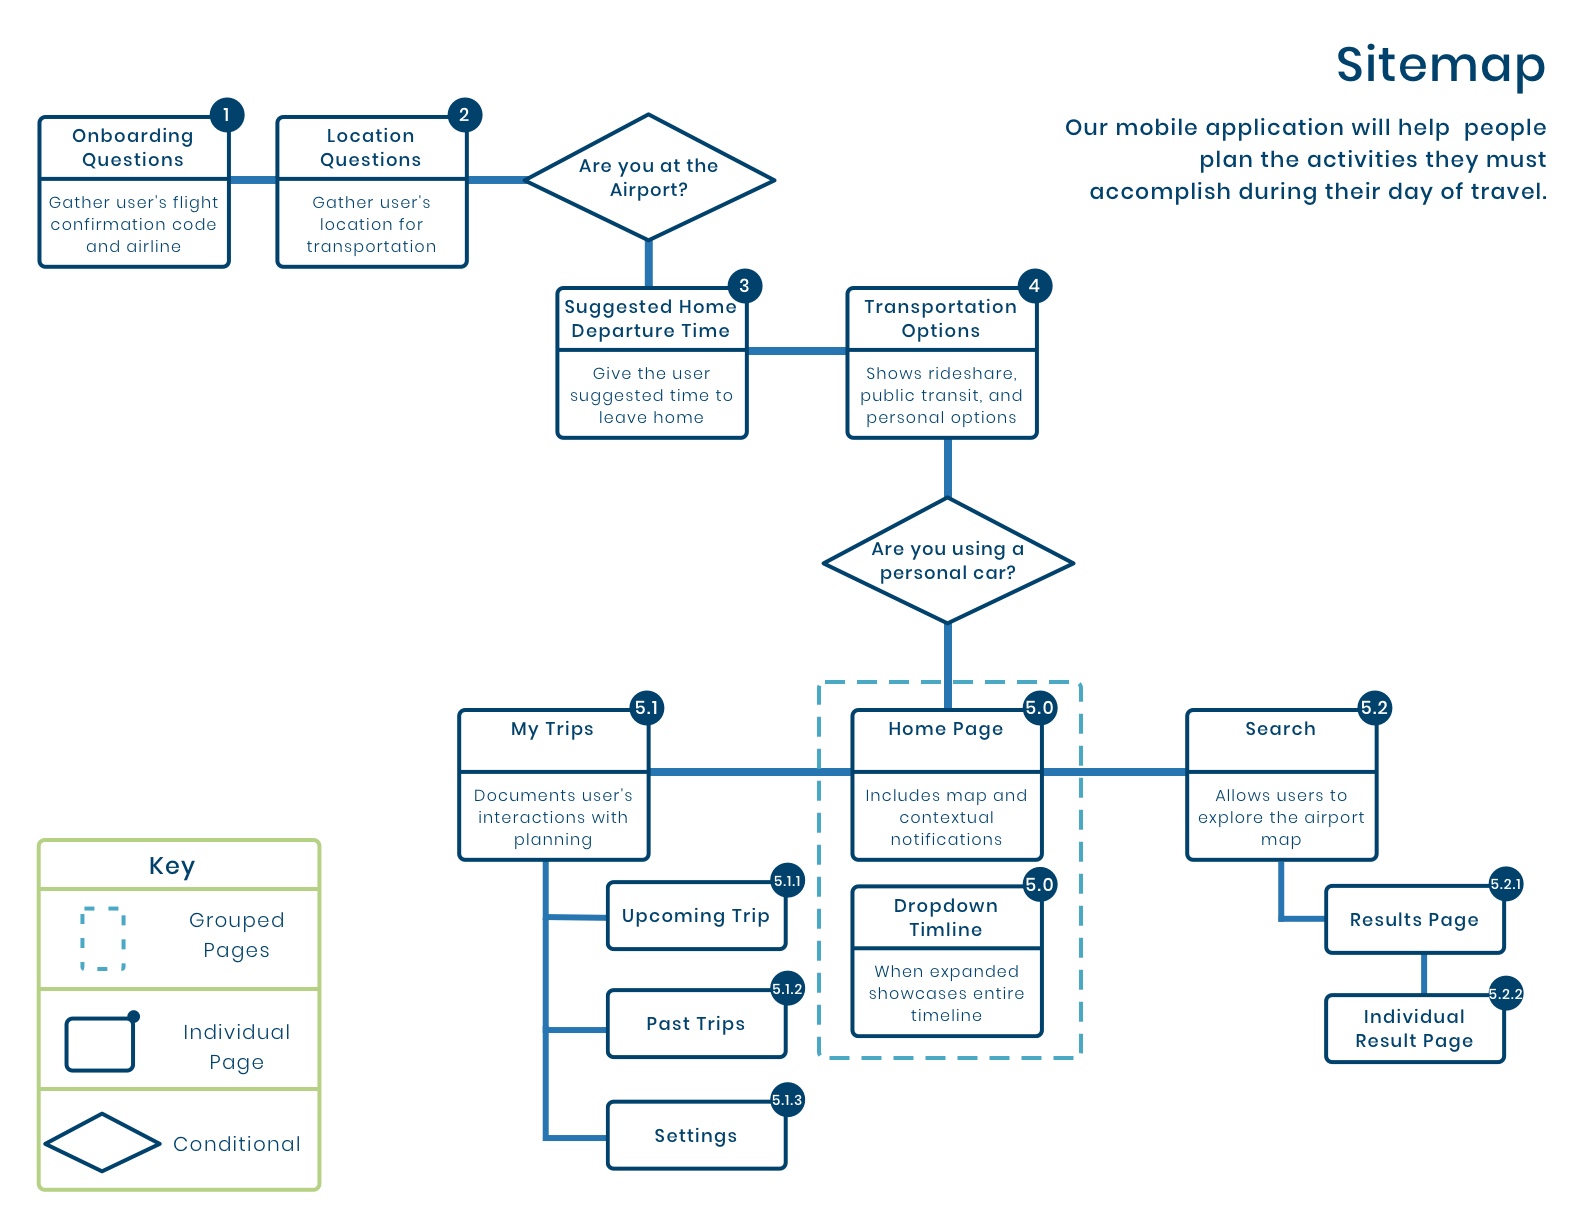 Sitemap
Our mobile application will help people
plan the activities they must
accomplish during their day of travel.
1
Onboarding
Questions
Gather user's flight
confirmation code
and airline
2
Location
Questions
Gather user's
location for
transportation
Are you at the
Airport?
3
Suggested Home
Departure Time
Give the user
suggested time to
leave home
4
Transportation
Options
Shows rideshare,
public transit, and
personal options
Are you using a
personal car?
5.1
My Trips
Documents user's
interactions with
planning
5.0
Home Page
Includes map and
contextual
notifications
5.2
Search
Allows users to
explore the airport
map
5.1.1
Upcoming Trip
5.1.2
Past Trips
5.1.3
Settings
5.0
Dropdown
Timline
When expanded
showcases entire
timeline
5.2.1
Results Page
5.2.2
Individual
Result Page
Key
Grouped
Pages
Individual
Page
Conditional